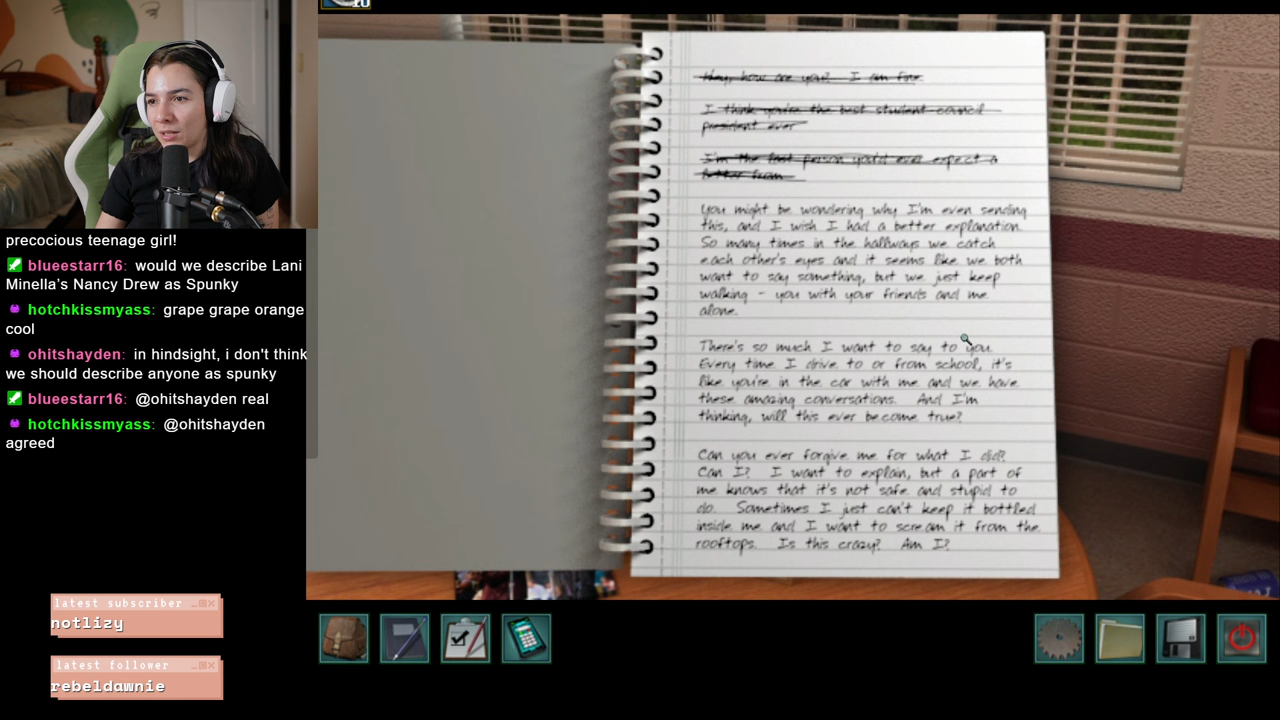 10
precocious teenage girl!
blueestarr16: would we describe Lani
Minella's Nancy Drew as Spunky
hotchkissmyass: grape grape orange
cool
ohitshayden: in hindsight, i don't think
we should describe anyone as spunky
blueestarr16: @ohitshayden real
hotchkissmyass: @ohitshayden
agreed
latest subscriber
notlizy
latest follower
rebeldawnie
Hey, how are you? I am fine
I think you're the best student council
president ever
I'm the last person you'd ever expect a
letter from
You might be wondering why I'm even sending
this, and I wish I had a better explanation.
So many times in the hallways we catch
each other's eyes and it seems like we both
want to say something, but we just keep
walking - you with your friends and me
alone.
There's so much I want to say to you.
Every time I drive to or from school, it's
like you're in the car with me and we have
these amazing conversations. And I'm
thinking, will this ever become true?
Can you ever forgive me for what I did?
Can I? I want to explain, but a part of
me knows that it's not safe and stupid to
do. Sometimes I just can't keep it bottled
inside me and I want to scream it from the
rooftops. Is this crazy? Am I?